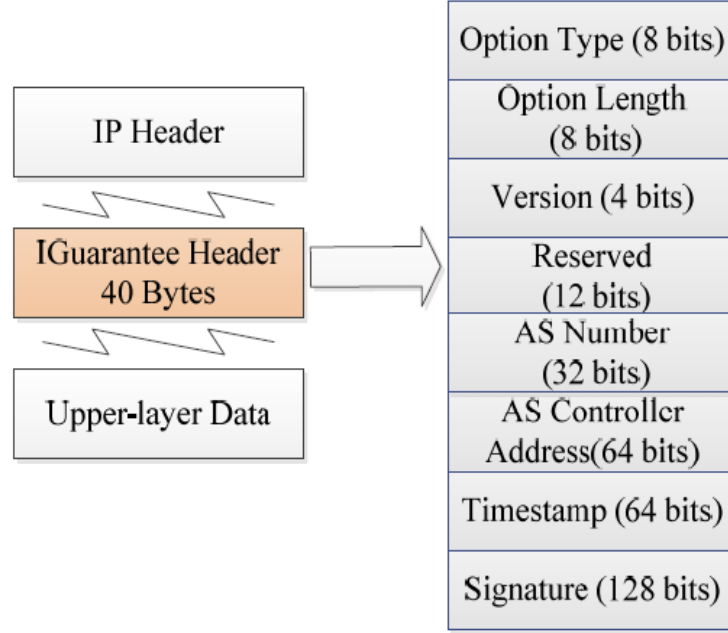 IP Header
IGuarantee Header
40 Bytes
Upper-layer Data
Option Type (8 bits)
Option Length
(8 bits)
Version (4 bits)
Reserved
(12 bits)
AS Number
(32 bits)
AS Controller
Address(64 bits)
Timestamp (64 bits)
Signature (128 bits)